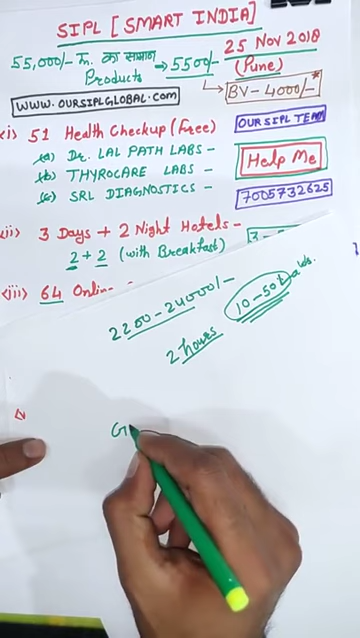 SIPL [SMART INDIA]
55,000/- रू. का सामान
Products → 5500/-
25 Nov 2018
(Pune)
BV - 4000/-*
WWW.OURSIPLGLOBAL.COM
(i) 51 Health Checkup (Free)
OUR SIPL TEAM
(a) Dr. LAL PATH LABS -
(b) THYROCARE LABS -
(c) SRL DIAGNOSTICS -
Help Me
7005732625
(ii) 3 Days + 2 Night Hotels -
2 + 2 (with Breakfast)
(iii) 64 Online
2200-24000/-
10-50
2 hours
G